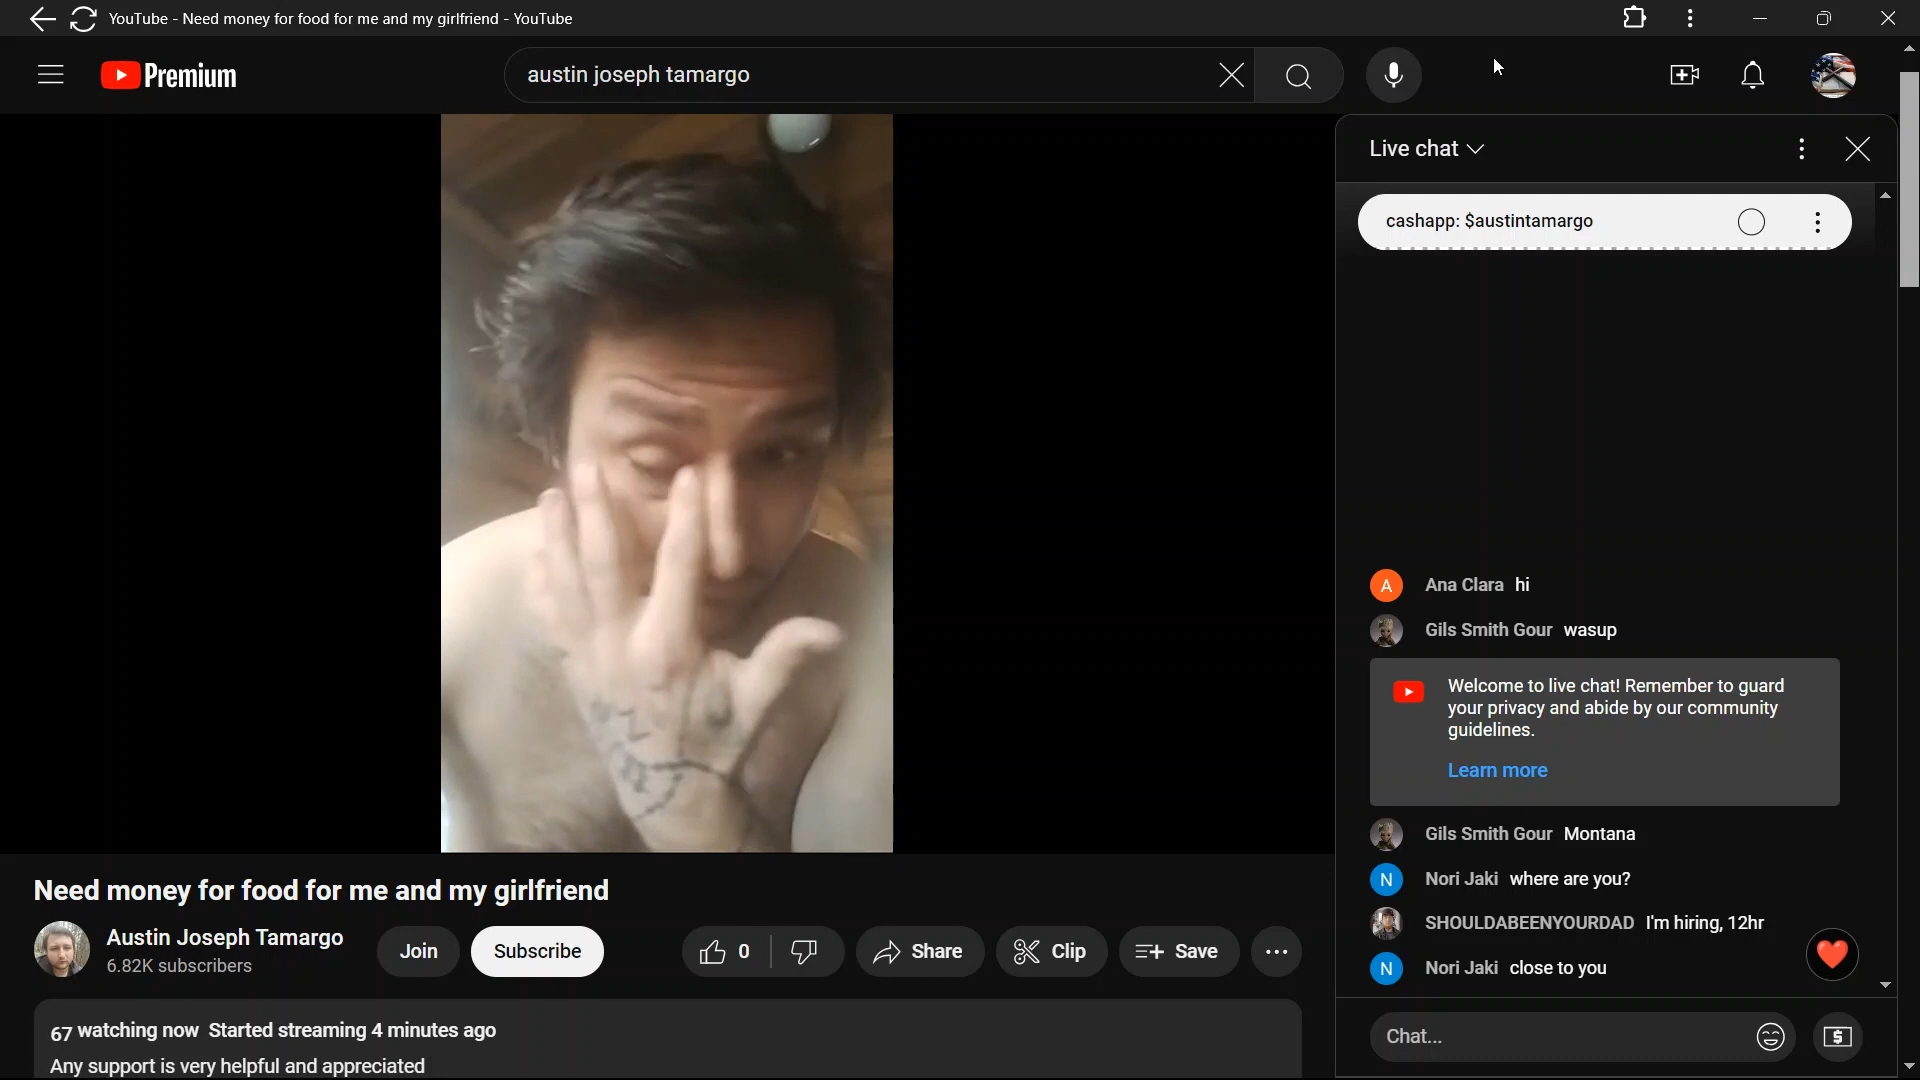 YouTube - Need money for food for me and my girlfriend - YouTube
Premium
austin joseph tamargo
Live chat
cashapp: $austintamargo
A Ana Clara hi
Gils Smith Gour wasup
Welcome to live chat! Remember to guard
your privacy and abide by our community
guidelines.
Learn more
Gils Smith Gour Montana
N Nori Jaki where are you?
SHOULDABEENYOURDAD I'm hiring, 12hr
N Nori Jaki close to you
Chat...
Need money for food for me and my girlfriend
Austin Joseph Tamargo
6.82K subscribers
Join
Subscribe
0
Share
Clip
Save
67 watching now Started streaming 4 minutes ago
Any support is very helpful and appreciated